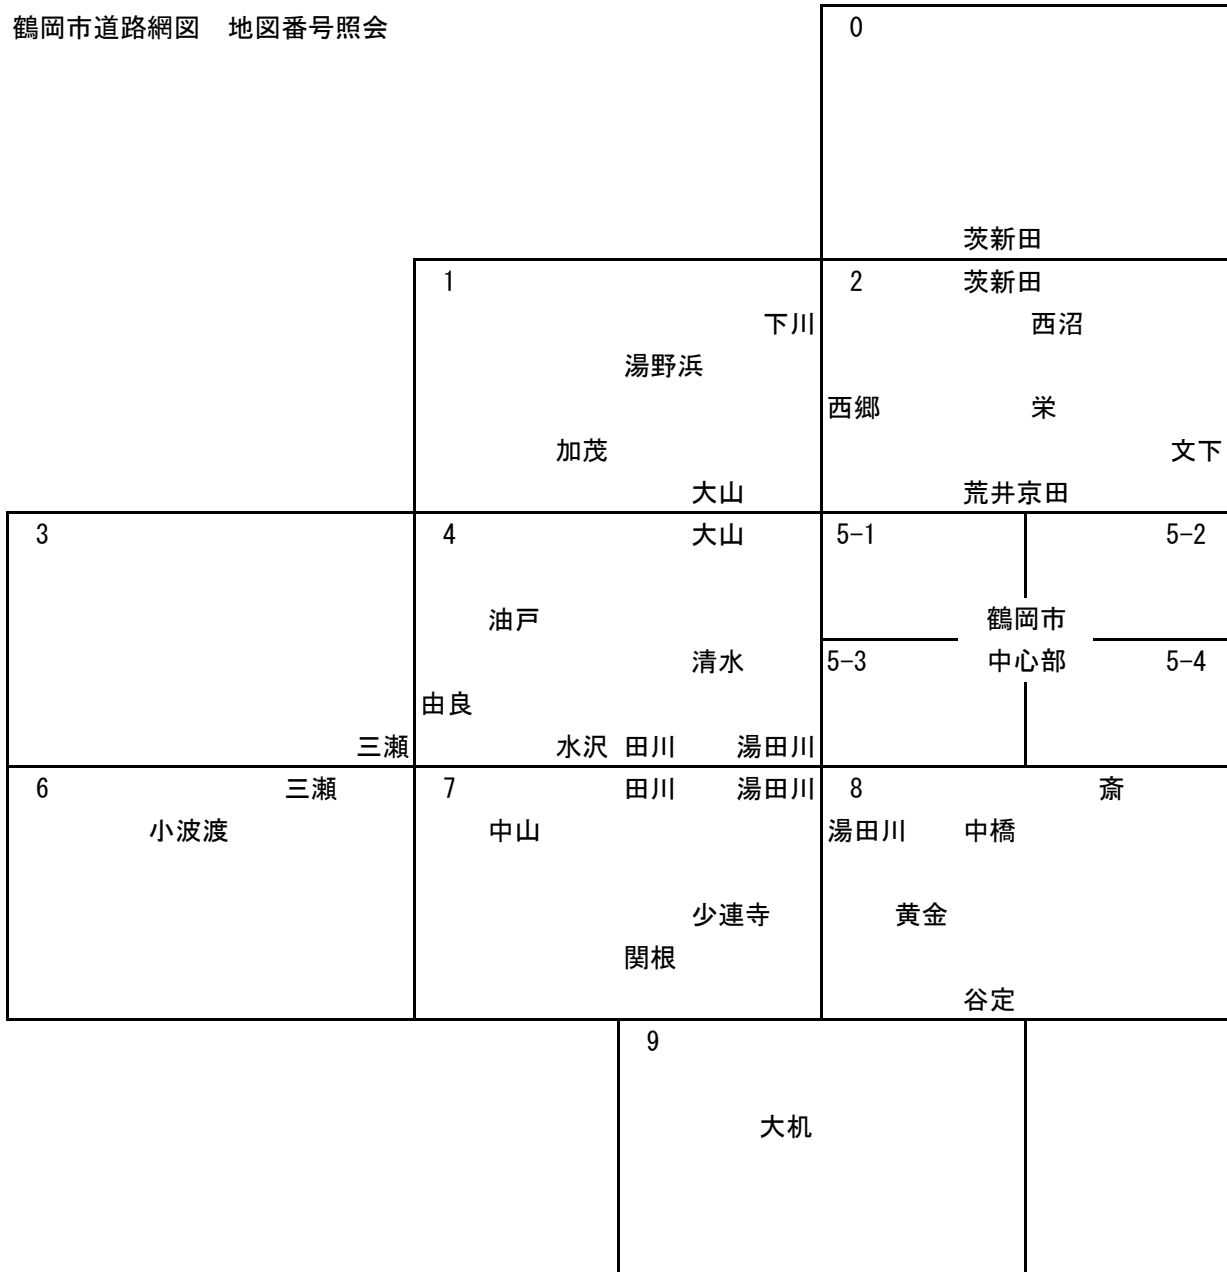 鶴岡市道路網図　地図番号照会
0
茨新田
1
2 茨新田
下川
西沼
湯野浜
西郷 栄
加茂
文下
大山
荒井京田
3
4 大山
5-1 5-2
油戸
鶴岡市
清水
5-3 中心部 5-4
由良
三瀬
水沢 田川 湯田川
6 三瀬
7 田川 湯田川
8 斎
小波渡
中山
湯田川 中橋
少連寺
黄金
関根
谷定
9
大机